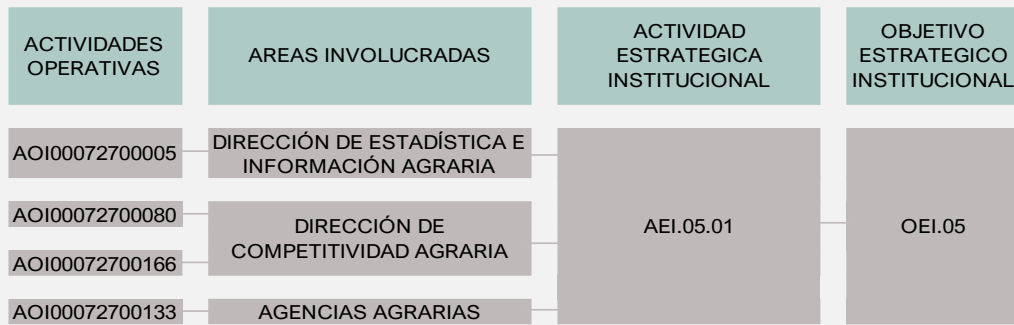 ACTIVIDADES
OPERATIVAS
AREAS INVOLUCRADAS
ACTIVIDAD
ESTRATEGICA
INSTITUCIONAL
OBJETIVO
ESTRATEGICO
INSTITUCIONAL
AOI00072700005
DIRECCIÓN DE ESTADÍSTICA E
INFORMACIÓN AGRARIA
AOI00072700080
AOI00072700166
DIRECCIÓN DE
COMPETITIVIDAD AGRARIA
AOI00072700133
AGENCIAS AGRARIAS
AEI.05.01
OEI.05